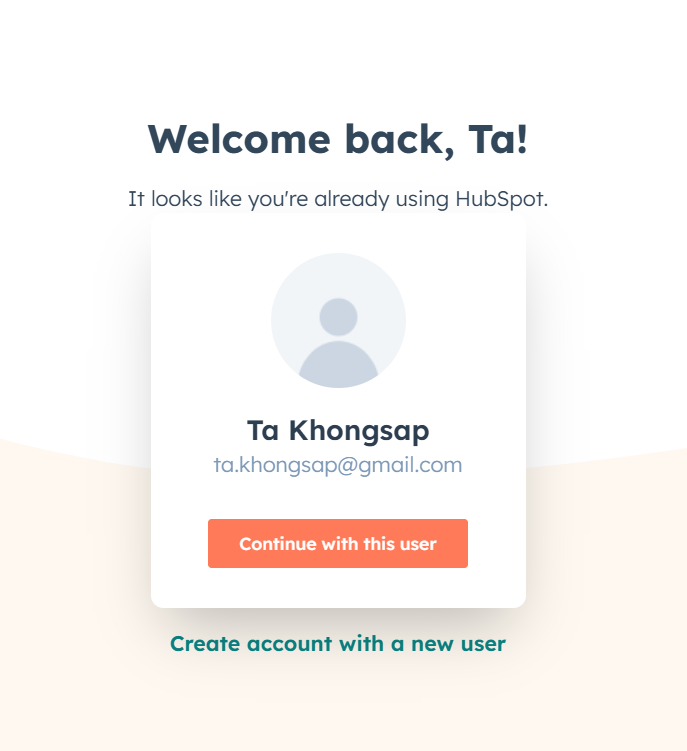 Welcome back, Ta!
It looks like you're already using HubSpot.
Ta Khongsap
ta.khongsap@gmail.com
Continue with this user
Create account with a new user